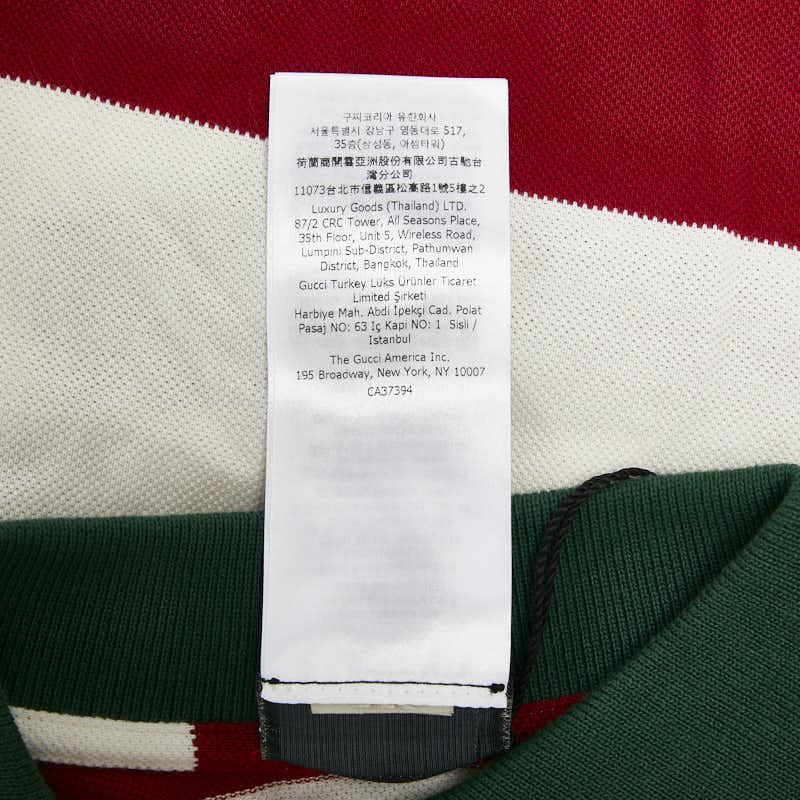 구찌코리아 유한회사
서울특별시 강남구 영동대로 517,
35층(삼성동, 아셈타워)
荷蘭商開雲亞洲股份有限公司古馳台
灣分公司
11073台北市信義區松高路1號5樓之2
Luxury Goods (Thailand) LTD.
87/2 CRC Tower, All Seasons Place,
35th Floor, Unit 5, Wireless Road,
Lumpini Sub-District, Pathumwan
District, Bangkok, Thailand
Gucci Turkey Lüks Ürünler Ticaret
Limited Şirketi
Harbiye Mah. Abdi İpekçi Cad. Polat
Pasaj NO: 63 İç Kapi NO: 1 Sisli /
Istanbul
The Gucci America Inc.
195 Broadway, New York, NY 10007
CA37394